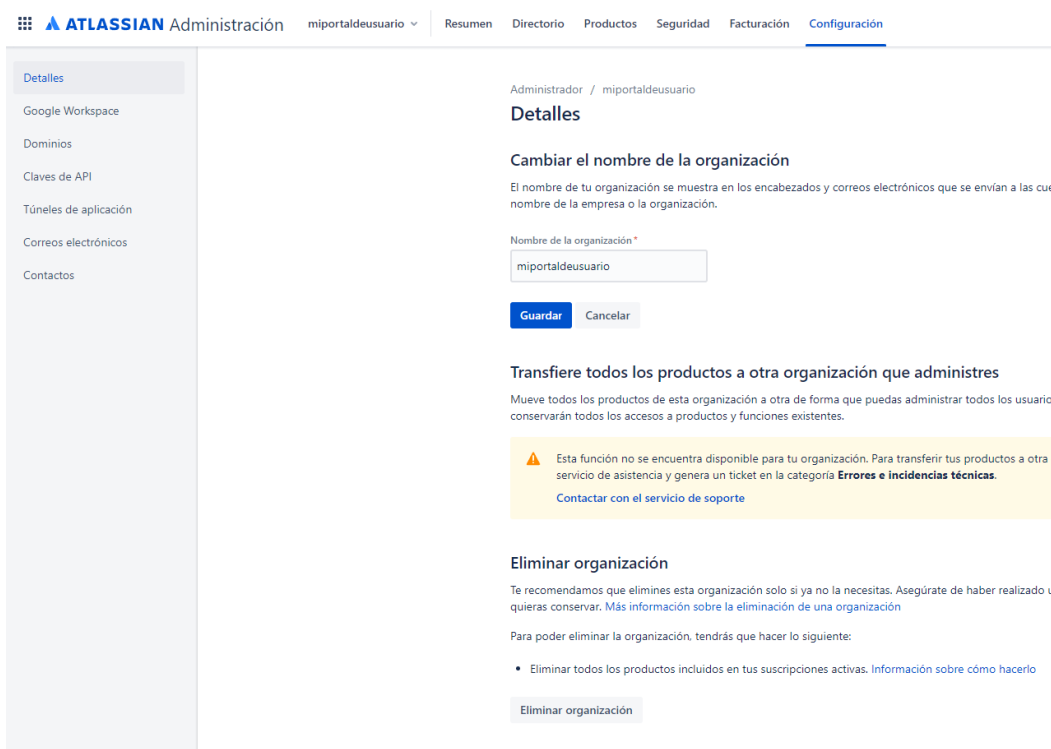 ATLASSIAN Administración miportaldeusuario Resumen Directorio Productos Seguridad Facturación Configuración
Detalles
Google Workspace
Dominios
Claves de API
Túneles de aplicación
Correos electrónicos
Contactos
Administrador / miportaldeusuario
Detalles
Cambiar el nombre de la organización
El nombre de tu organización se muestra en los encabezados y correos electrónicos que se envían a las
nombre de la empresa o la organización.
Nombre de la organización *
miportaldeusuario
Guardar Cancelar
Transfiere todos los productos a otra organización que administres
Mueve todos los productos de esta organización a otra de forma que puedas administrar todos los
conservarán todos los accesos a productos y funciones existentes.
Esta función no se encuentra disponible para tu organización. Para transferir tus productos a otra
servicio de asistencia y genera un ticket en la categoría Errores e incidencias técnicas.
Contactar con el servicio de soporte
Eliminar organización
Te recomendamos que elimines esta organización solo si ya no la necesitas. Asegúrate de haber realizado
quieras conservar. Más información sobre la eliminación de una organización
Para poder eliminar la organización, tendrás que hacer lo siguiente:
• Eliminar todos los productos incluidos en tus suscripciones activas. Información sobre cómo hacerlo
Eliminar organización